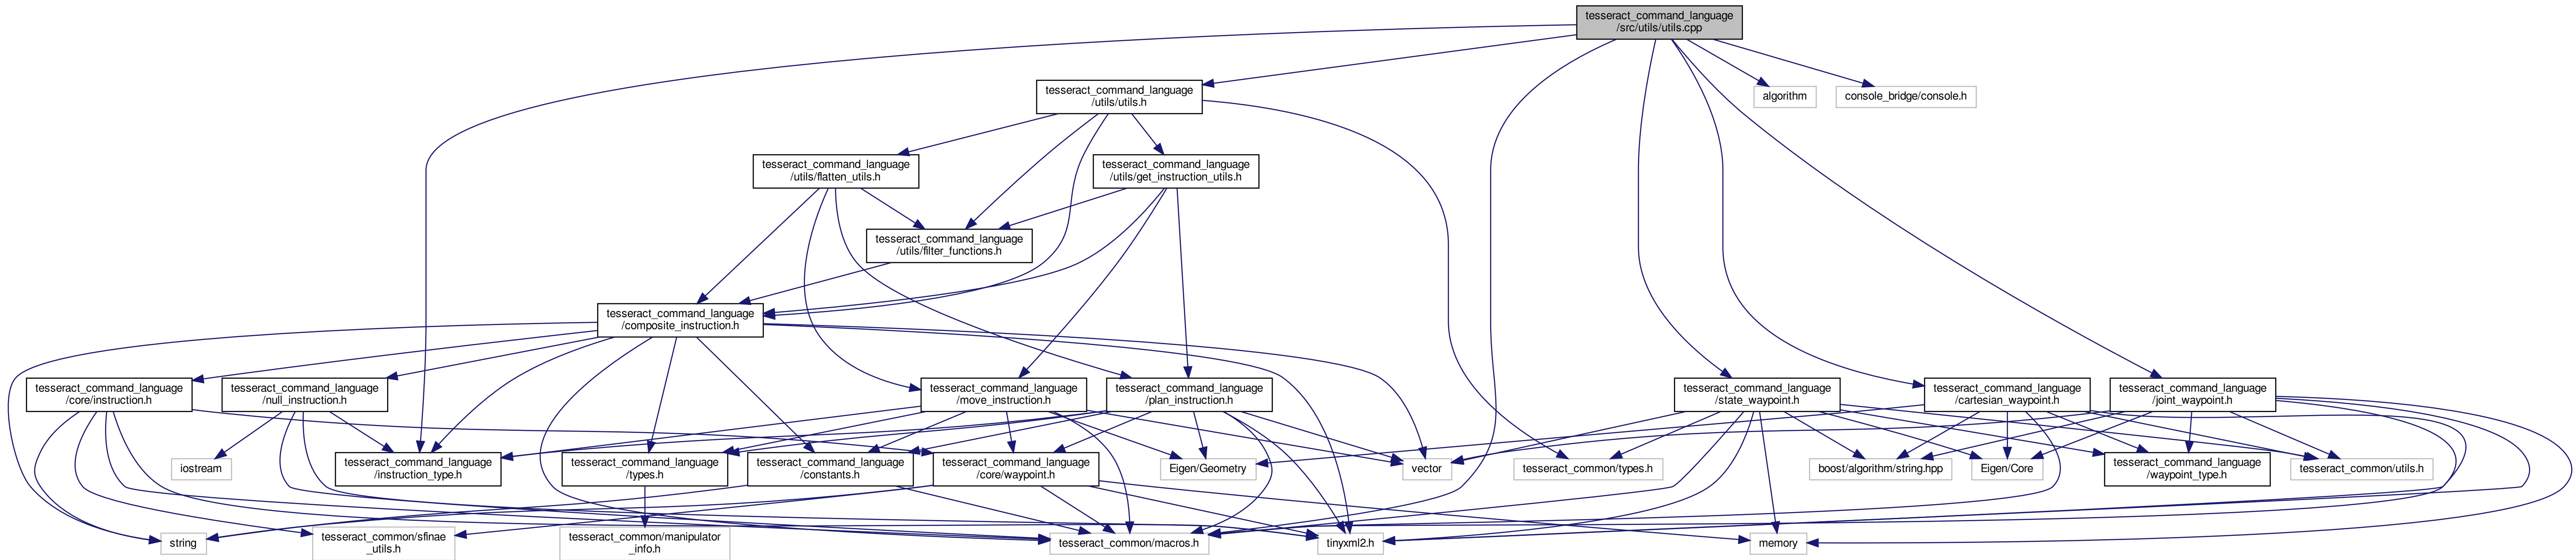 tesseract_command_language
/src/utils/utils.cpp
tesseract_command_language
/utils/utils.h
algorithm
console_bridge/console.h
tesseract_command_language
/utils/flatten_utils.h
tesseract_command_language
/utils/get_instruction_utils.h
tesseract_command_language
/utils/filter_functions.h
tesseract_command_language
/composite_instruction.h
tesseract_command_language
/core/instruction.h
tesseract_command_language
/null_instruction.h
tesseract_command_language
/move_instruction.h
tesseract_command_language
/plan_instruction.h
tesseract_command_language
/state_waypoint.h
tesseract_command_language
/cartesian_waypoint.h
tesseract_command_language
/joint_waypoint.h
iostream
tesseract_command_language
/instruction_type.h
tesseract_command_language
/types.h
tesseract_command_language
/constants.h
tesseract_command_language
/core/waypoint.h
Eigen/Geometry
vector
tesseract_common/types.h
boost/algorithm/string.hpp
Eigen/Core
tesseract_command_language
/waypoint_type.h
tesseract_common/utils.h
string
tesseract_common/sfinae
_utils.h
tesseract_common/manipulator
_info.h
tesseract_common/macros.h
tinyxml2.h
memory